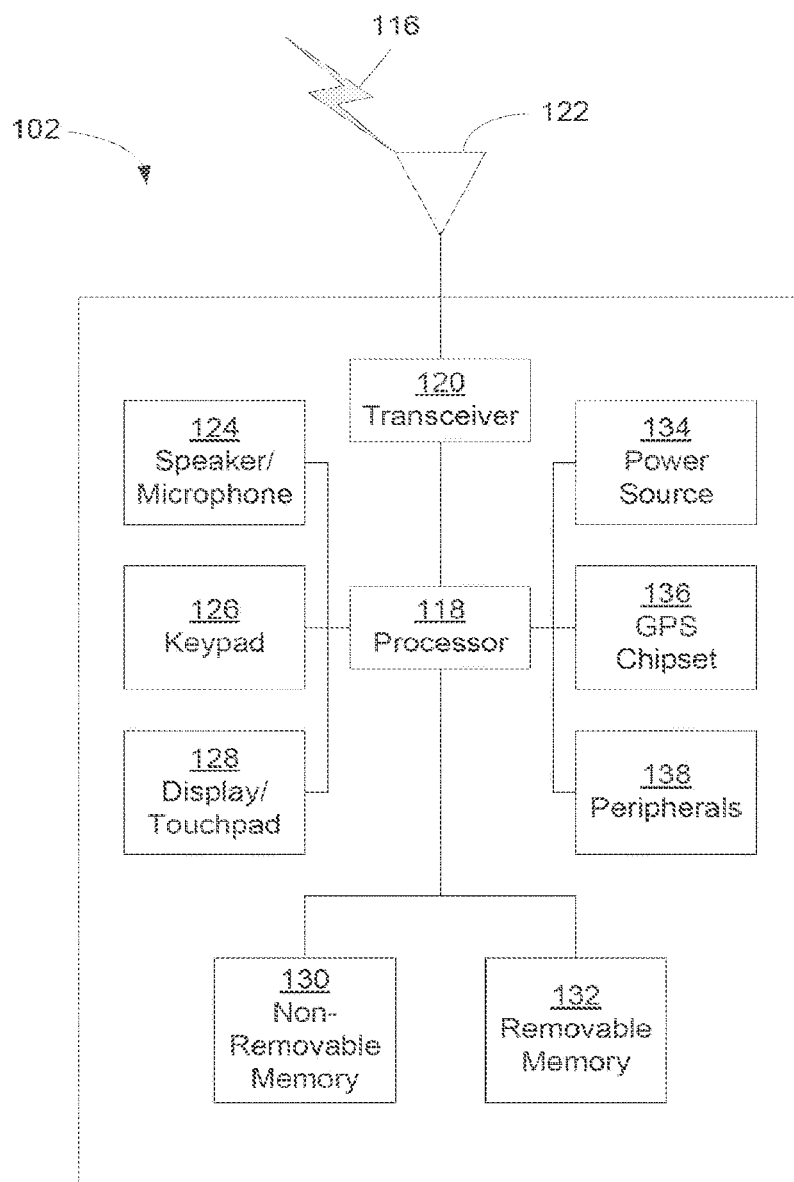 116
122
102
120
Transceiver
124
Speaker/
Microphone
134
Power
Source
126
Keypad
118
Processor
136
GPS
Chipset
128
Display/
Touchpad
138
Peripherals
130
Non-
Removable
Memory
132
Removable
Memory